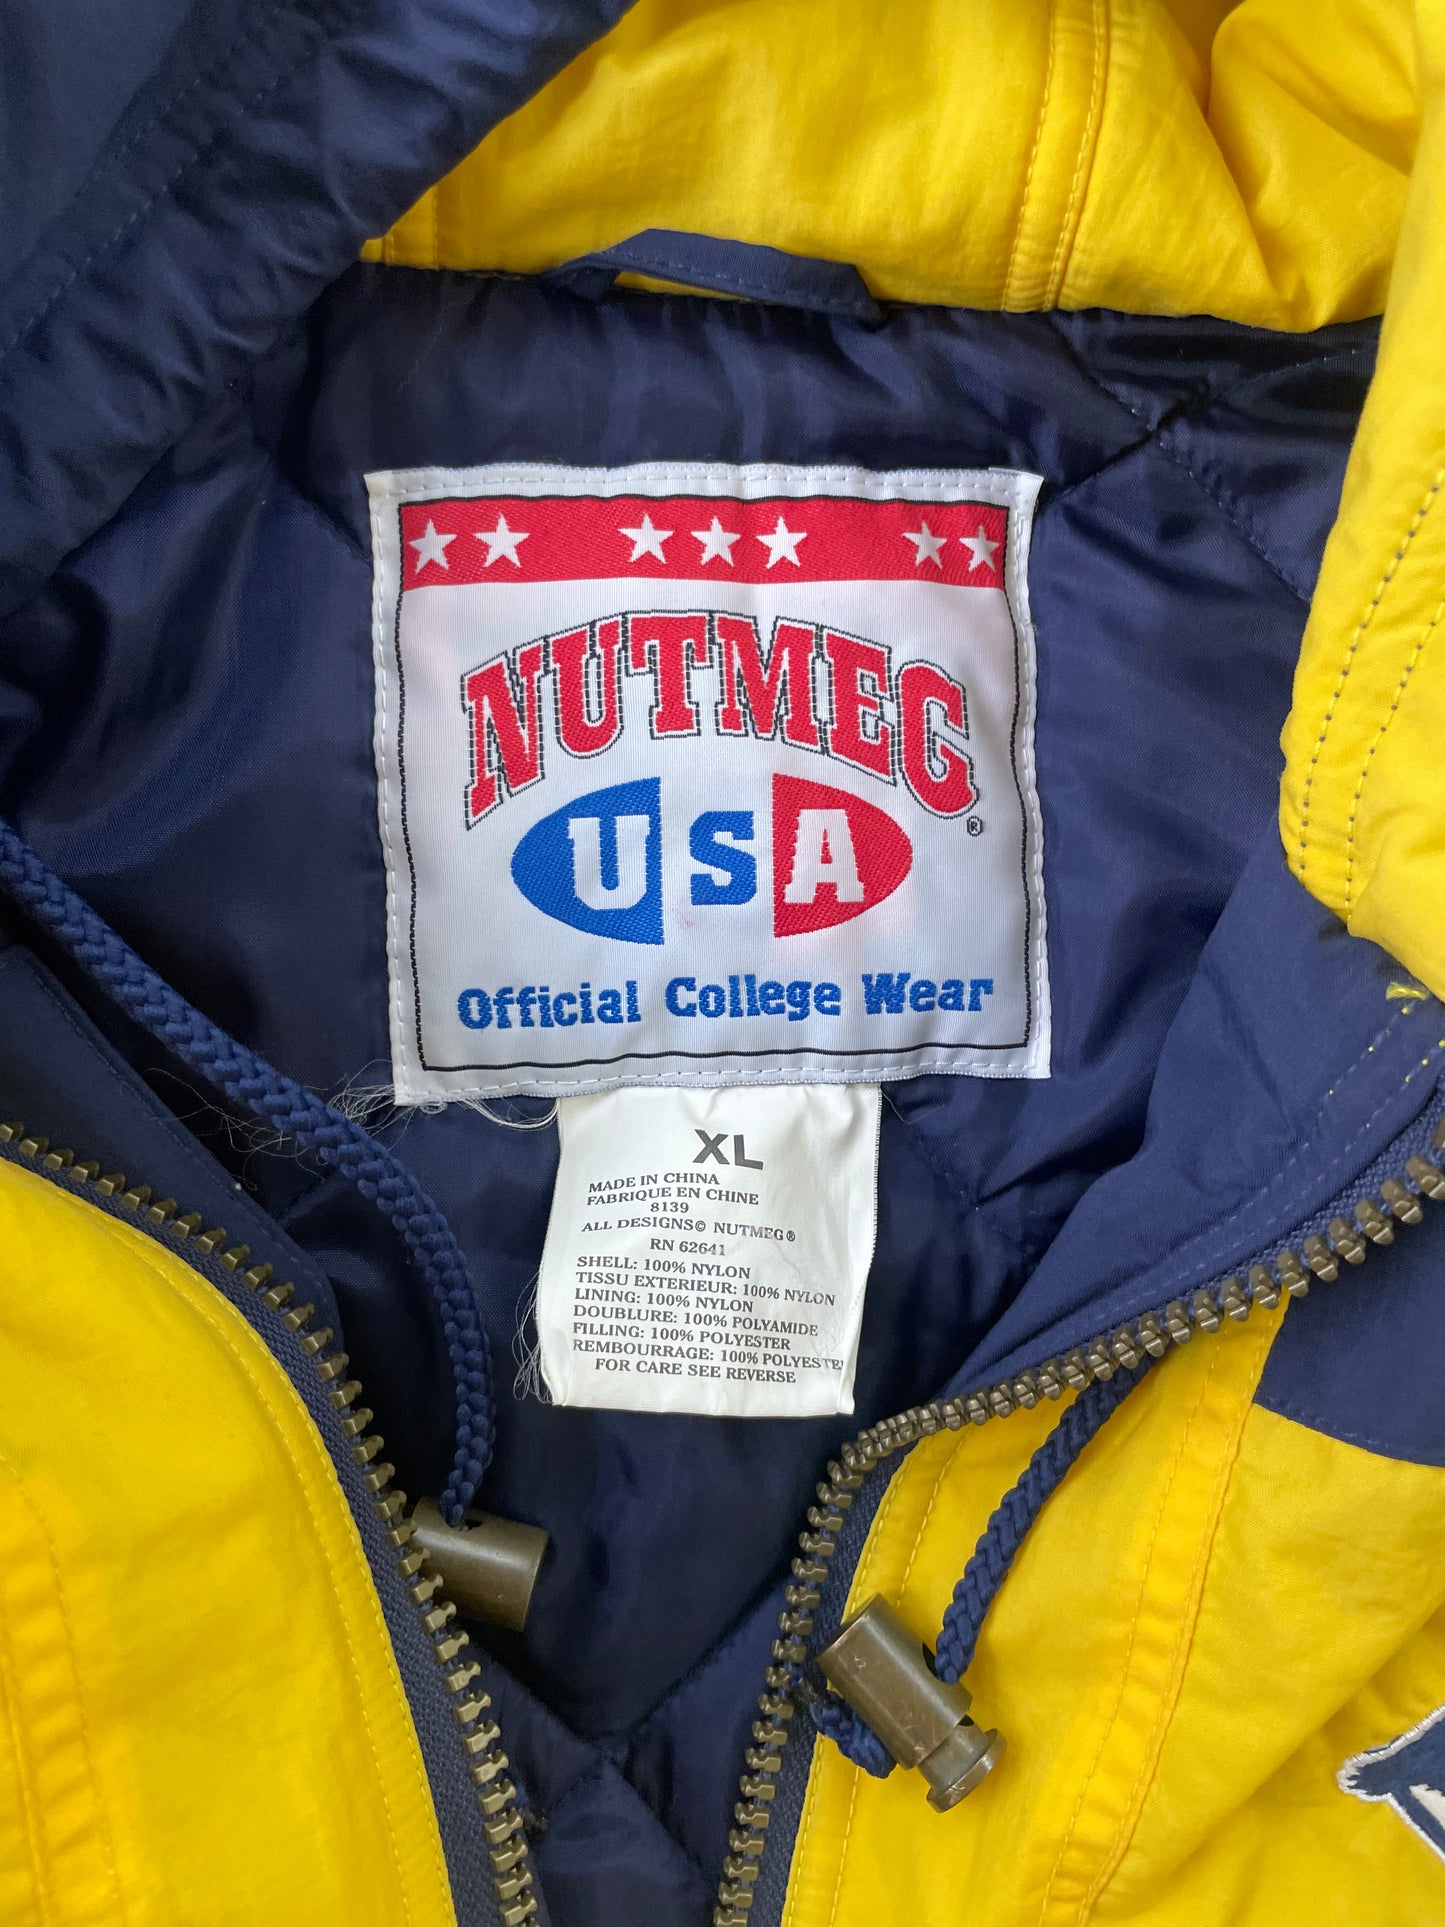 NUTMEG
®
USA
Official College Wear
XL
MADE IN CHINA
FABRIQUE EN CHINE
8139
ALL DESIGNS© NUTMEG®
RN 62641
SHELL: 100% NYLON
TISSU EXTERIEUR: 100% NYLON
LINING: 100% NYLON
DOUBLURE: 100% POLYAMIDE
FILLING: 100% POLYESTER
REMBOURRAGE: 100% POLYESTE
FOR CARE SEE REVERSE